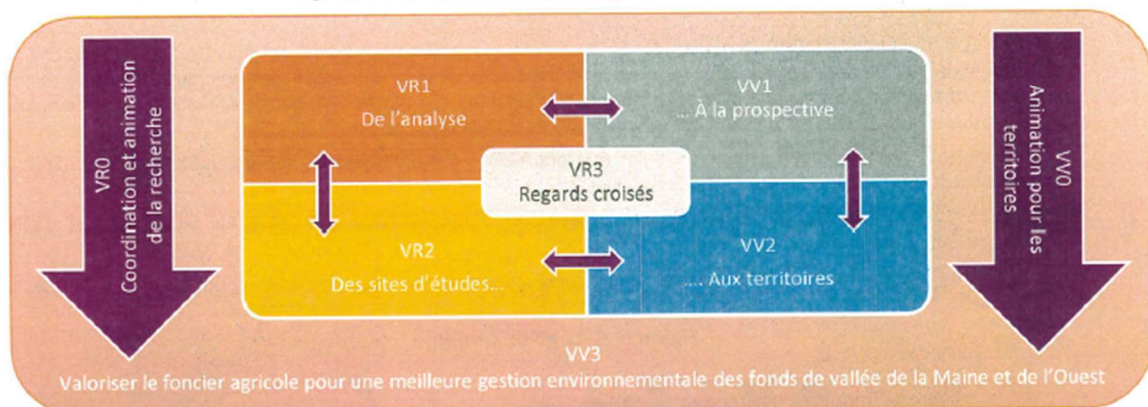 VR0
Coordination et animation
de la recherche
VR1
De l'analyse
VV1
... À la prospective
VR3
Regards croisés
VR2
Des sites d'études...
VV2
.... Aux territoires
VV0
Animation pour les
territoires
VV3
Valoriser le foncier agricole pour une meilleure gestion environnementale des fonds de vallée de la Maine et de l'Ouest